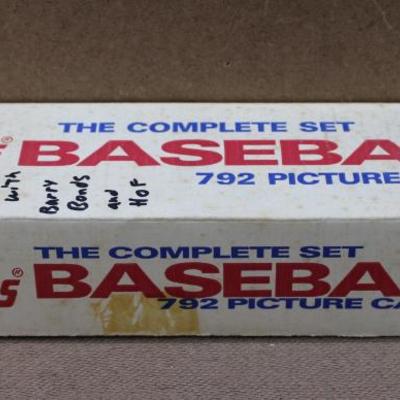 THE COMPLETE SET
S® BASEBA
792 PICTURE
with
Barry
Bonds
and
HOF
THE COMPLETE SET
S® BASEBA
792 PICTURE CA